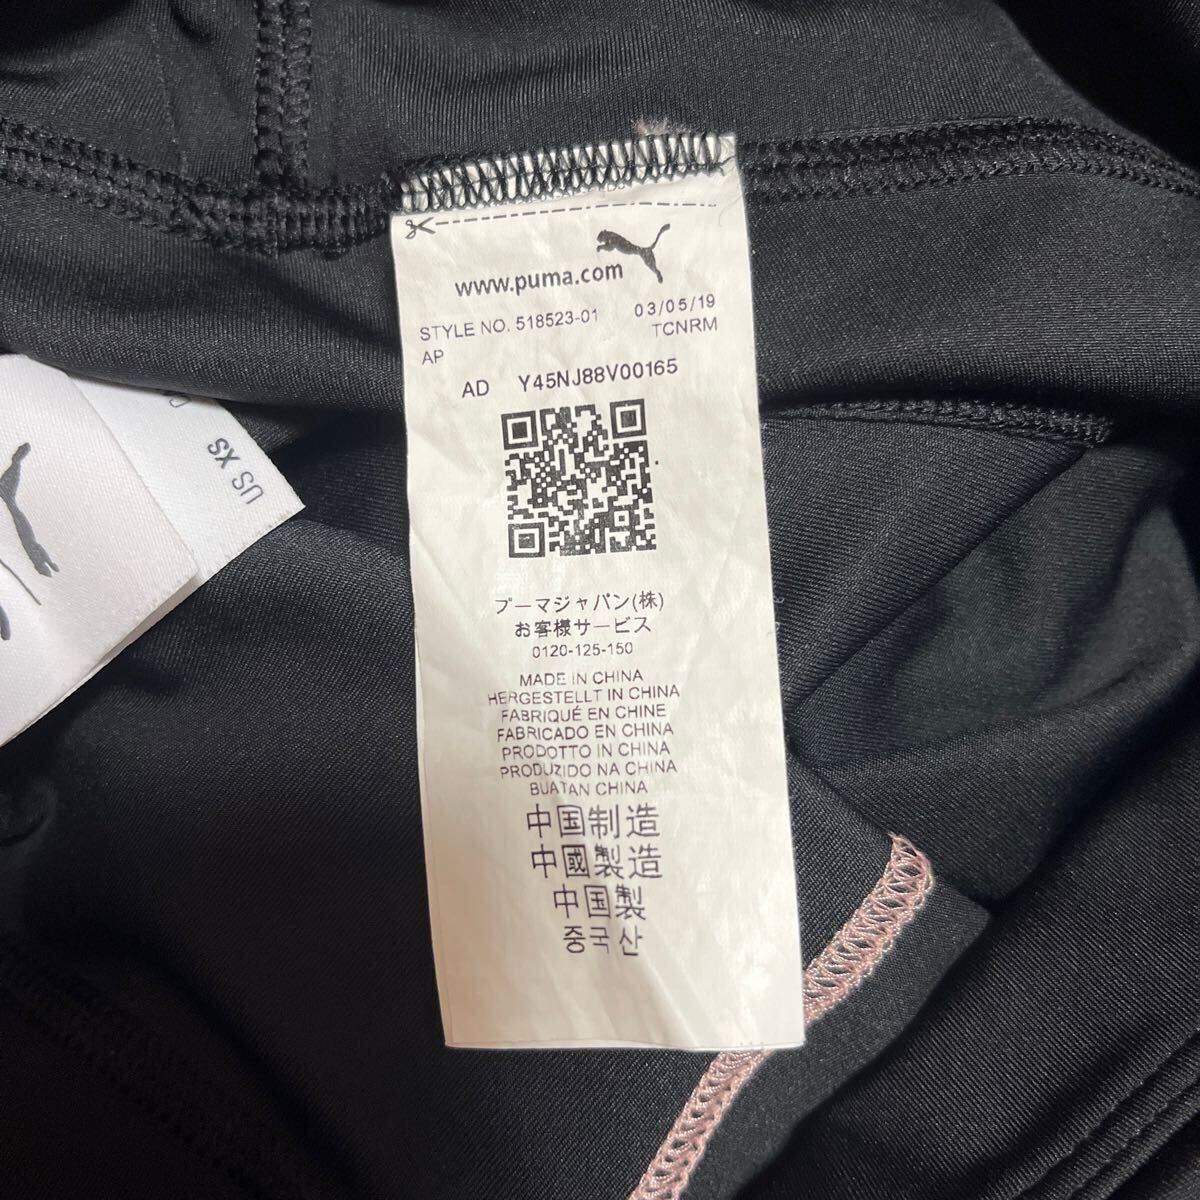 www.puma.com
STYLE NO. 518523-01 03/05/19
AP TCNRM
AD Y45NJ88V00165
プーマジャパン(株)
お客様サービス
0120-125-150
MADE IN CHINA
HERGESTELLT IN CHINA
FABRIQUÉ EN CHINE
FABRICADO EN CHINA
PRODOTTO IN CHINA
PRODUZIDO NA CHINA
BUATAN CHINA
中国制造
中國製造
中国製
중국산
US XS